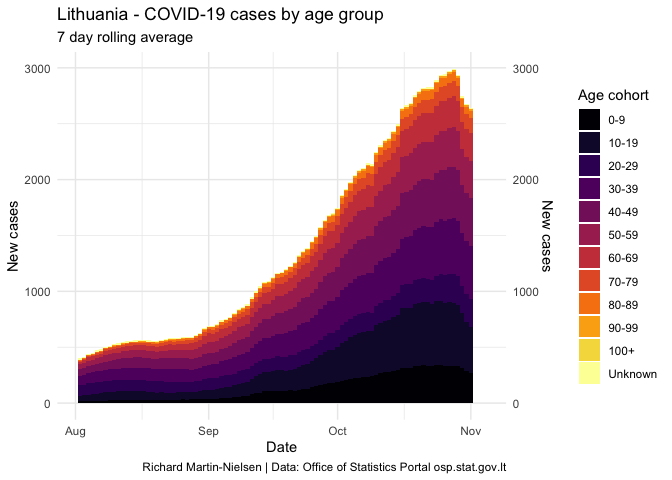 Lithuania - COVID-19 cases by age group
7 day rolling average
New cases
3000
2000
1000
0
3000
2000
1000
0
New cases
Aug
Sep
Oct
Nov
Date
Age cohort
0-9
10-19
20-29
30-39
40-49
50-59
60-69
70-79
80-89
90-99
100+
Unknown
Richard Martin-Nielsen | Data: Office of Statistics Portal osp.stat.gov.lt